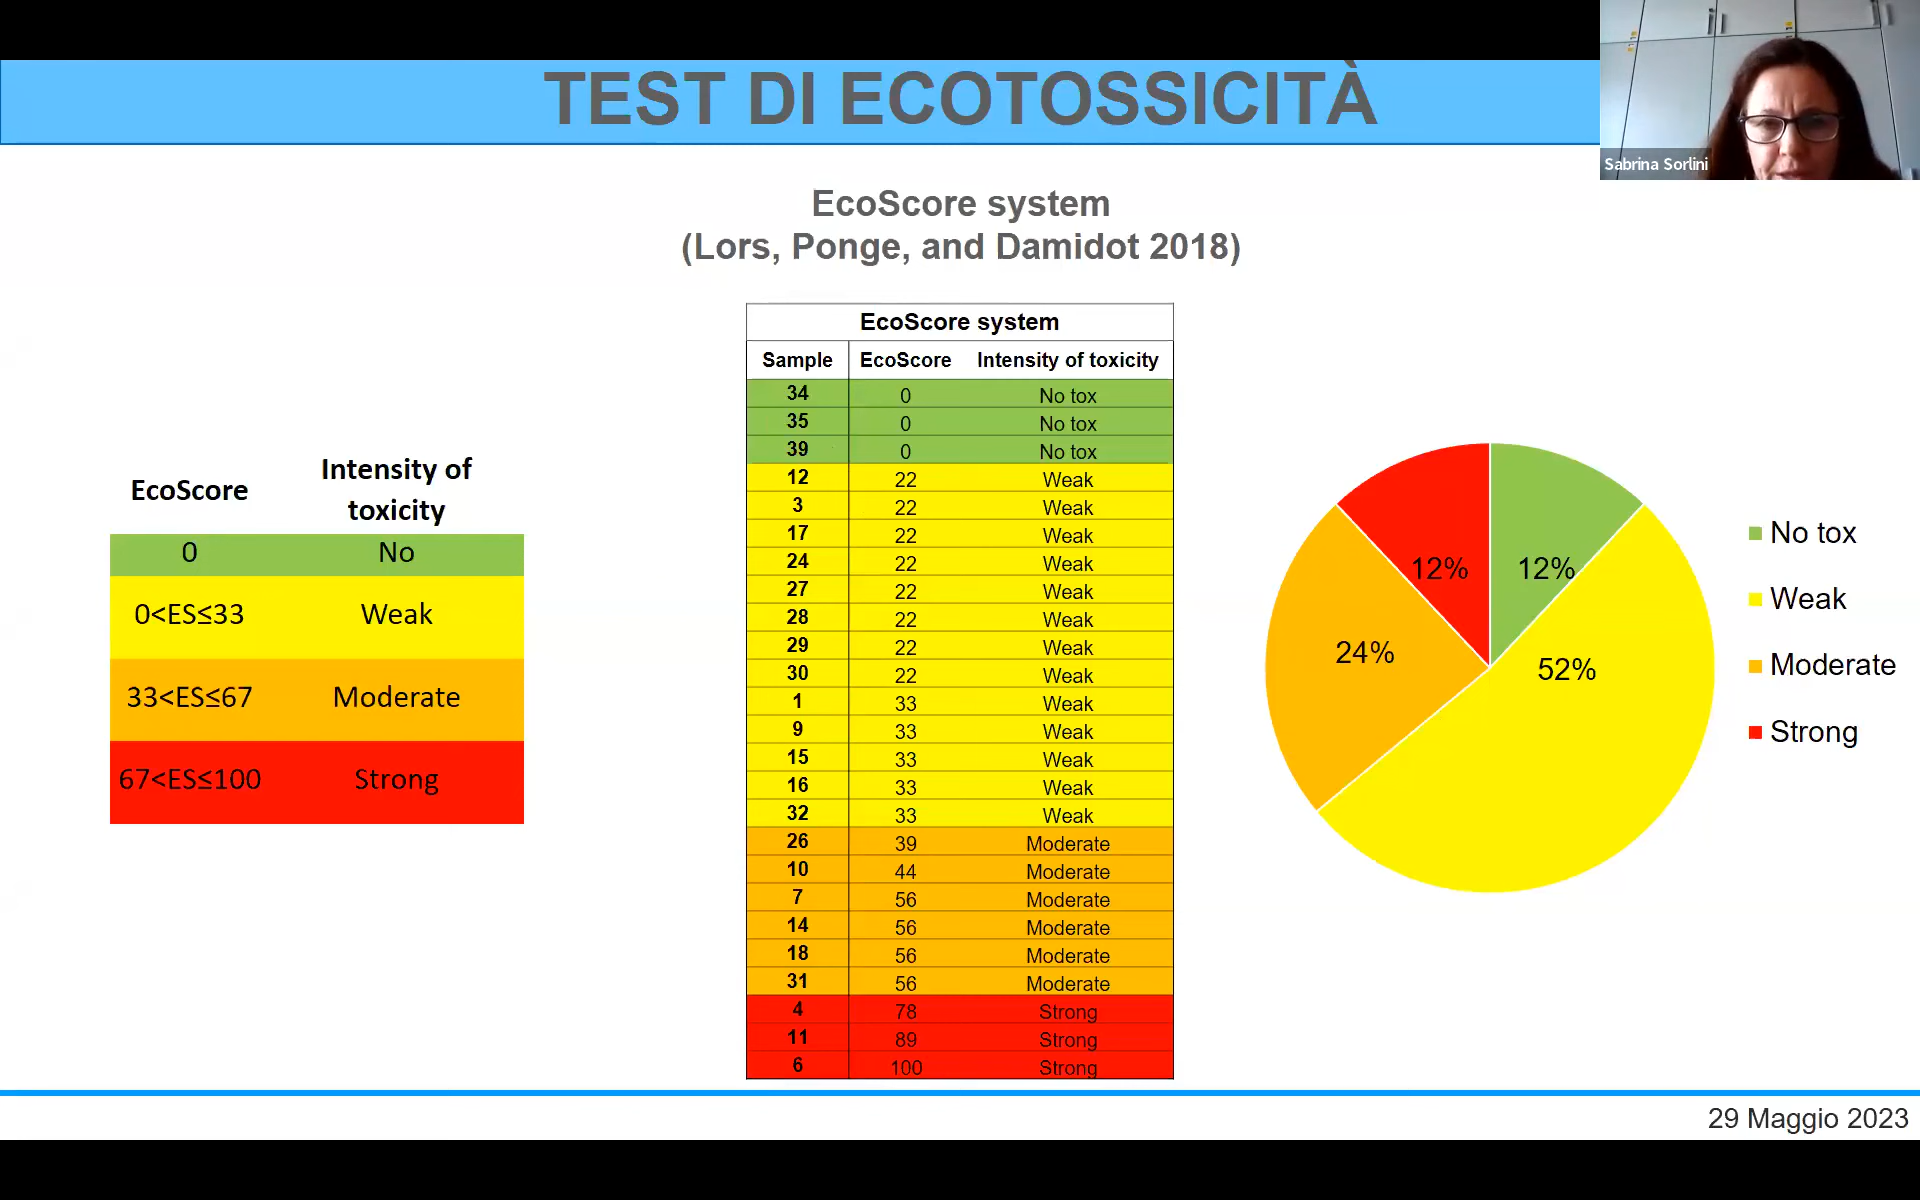 TEST DI ECOTOSSICITÀ
Sabrina Sorlini
EcoScore system
(Lors, Ponge, and Damidot 2018)
EcoScore Intensity of toxicity
0 No
0<ES≤33 Weak
33<ES≤67 Moderate
67<ES≤100 Strong
EcoScore system
Sample EcoScore Intensity of toxicity
34 0 No tox
35 0 No tox
39 0 No tox
12 22 Weak
3 22 Weak
17 22 Weak
24 22 Weak
27 22 Weak
28 22 Weak
29 22 Weak
30 22 Weak
1 33 Weak
9 33 Weak
15 33 Weak
16 33 Weak
32 33 Weak
26 39 Moderate
10 44 Moderate
7 56 Moderate
14 56 Moderate
18 56 Moderate
31 56 Moderate
4 78 Strong
11 89 Strong
6 100 Strong
12% 12%
24% 52%
No tox
Weak
Moderate
Strong
29 Maggio 2023